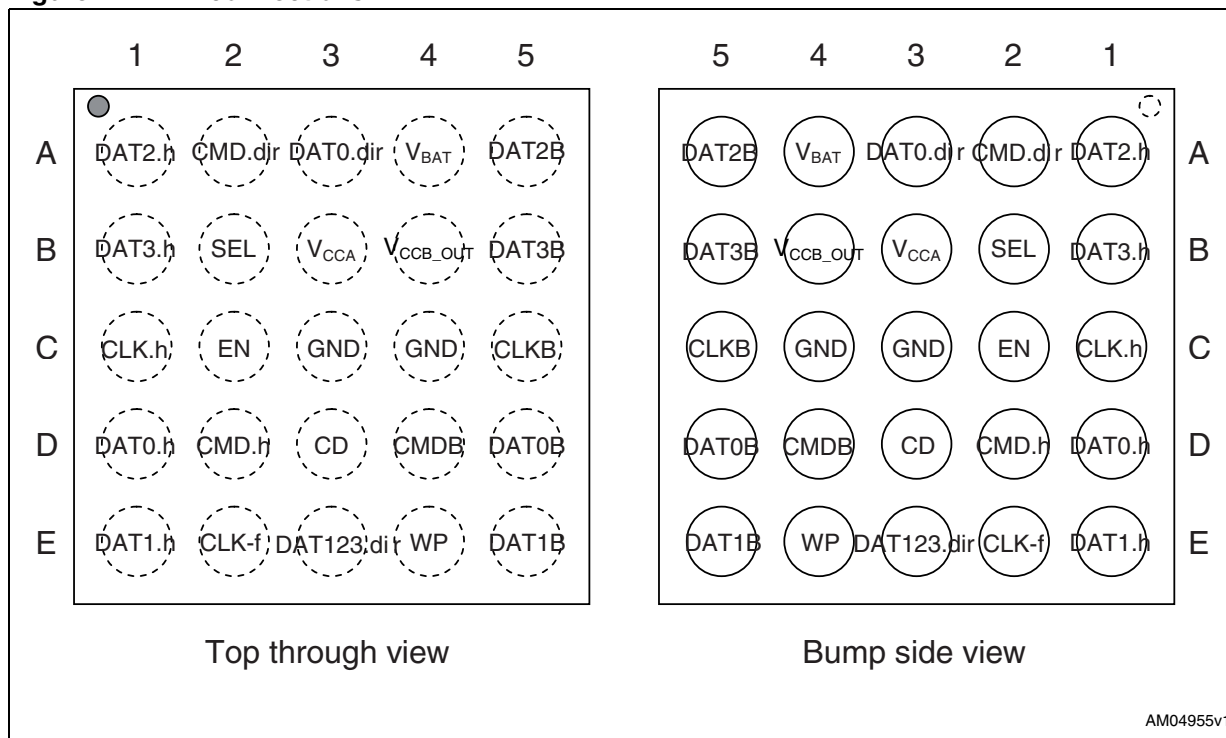 1 2 3 4 5
A DAT2.h CMD.dir DAT0.dir VBAT DAT2B
B DAT3.h SEL VCCA VCCB_OUT DAT3B
C CLK.h EN GND GND CLKB
D DAT0.h CMD.h CD CMDB DAT0B
E DAT1.h CLK-f DAT123.dir WP DAT1B
Top through view
5 4 3 2 1
DAT2B VBAT DAT0.dir CMD.dir DAT2.h A
DAT3B VCCB_OUT VCCA SEL DAT3.h B
CLKB GND GND EN CLK.h C
DAT0B CMDB CD CMD.h DAT0.h D
DAT1B WP DAT123.dir CLK-f DAT1.h E
Bump side view
AM04955v1